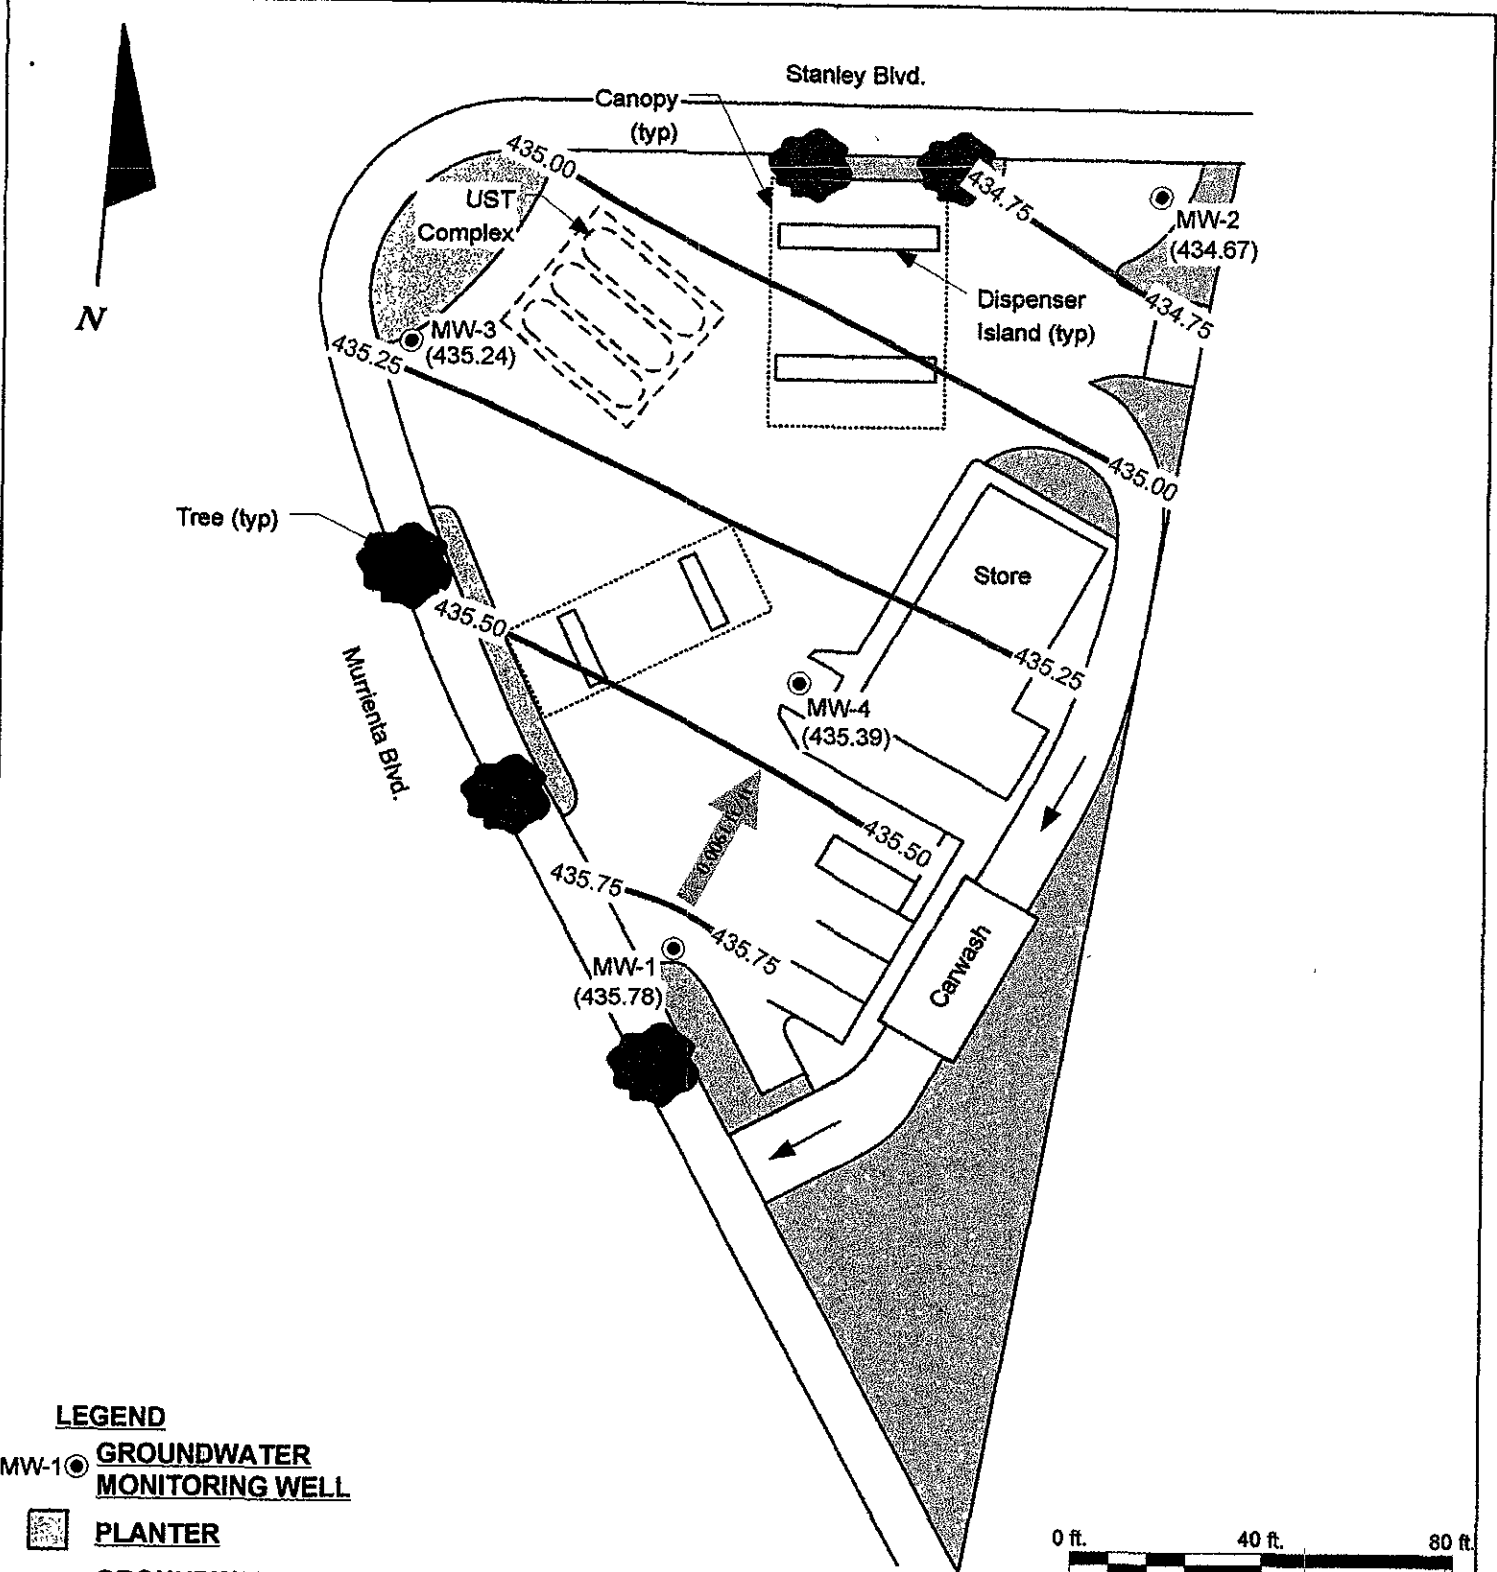 Stanley Blvd.
Canopy
(typ)
435.00
UST
Complex
434.75
MW-2
(434.67)
N
Dispenser
Island (typ)
434.75
MW-3
(435.24)
435.25
435.00
Tree (typ)
Store
435.50
435.25
Murrienta Blvd.
MW-4
(435.39)
435.50
435.75
435.75
MW-1
(435.78)
Carwash
LEGEND
MW-1 GROUNDWATER
MONITORING WELL
PLANTER
0 ft. 40 ft. 80 ft.